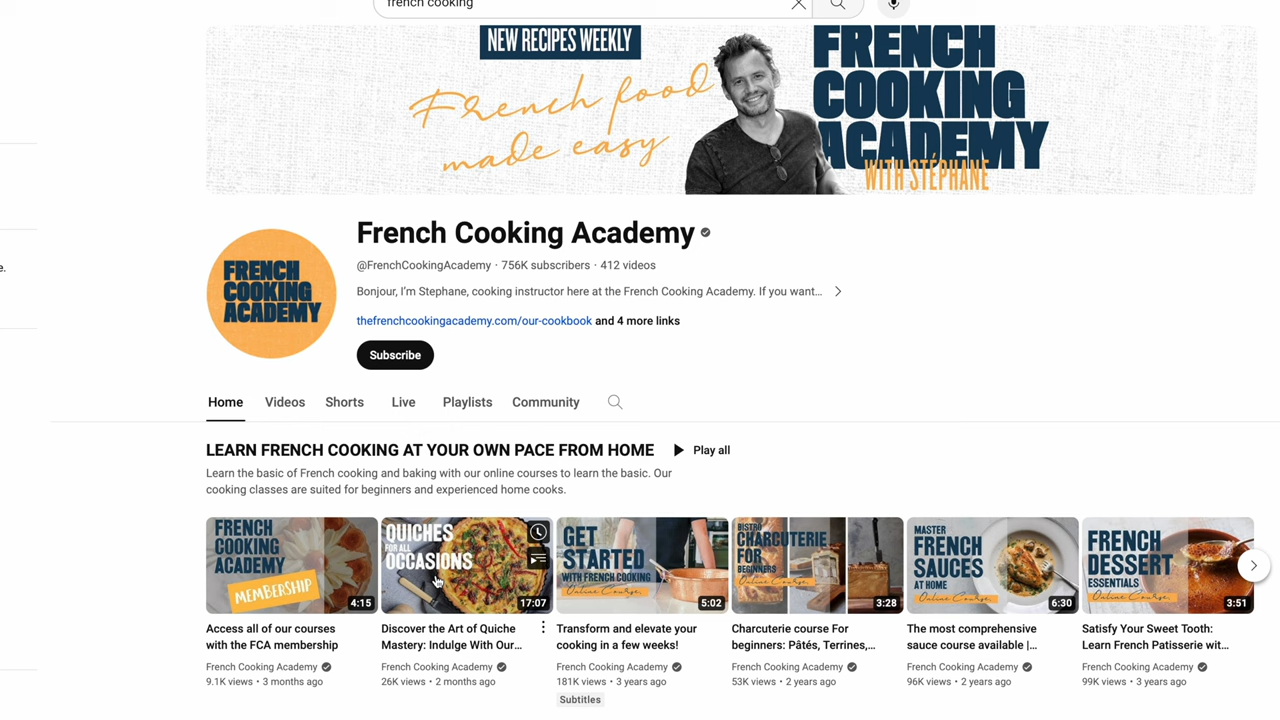 french cooking
NEW RECIPES WEEKLY
French food
made easy
FRENCH
COOKING
ACADEMY
WITH STÉPHANE
FRENCH
COOKING
ACADEMY
French Cooking Academy
@FrenchCookingAcademy · 756K subscribers · 412 videos
Bonjour, I'm Stephane, cooking instructor here at the French Cooking Academy. If you want...
thefrenchcookingacademy.com/our-cookbook and 4 more links
Subscribe
e.
Home Videos Shorts Live Playlists Community
LEARN FRENCH COOKING AT YOUR OWN PACE FROM HOME Play all
Learn the basic of French cooking and baking with our online courses to learn the basic. Our
cooking classes are suited for beginners and experienced home cooks.
FRENCH
COOKING
ACADEMY
MEMBERSHIP
4:15
Access all of our courses
with the FCA membership
French Cooking Academy
9.1K views · 3 months ago
QUICHES
FOR ALL
OCCASIONS
17:07
Discover the Art of Quiche
Mastery: Indulge With Our...
French Cooking Academy
26K views · 2 months ago
GET
STARTED
WITH FRENCH COOKING
Online Course.
5:02
Transform and elevate your
cooking in a few weeks!
French Cooking Academy
181K views · 3 years ago
Subtitles
BISTRO
CHARCUTERIE
FOR
BEGINNERS
Online Course.
3:28
Charcuterie course For
beginners: Pâtés, Terrines,...
French Cooking Academy
53K views · 2 years ago
MASTER
FRENCH
SAUCES
AT HOME
Online Course.
6:30
The most comprehensive
sauce course available |...
French Cooking Academy
96K views · 2 years ago
FRENCH
DESSERT
ESSENTIALS
Online Course.
3:51
Satisfy Your Sweet Tooth:
Learn French Patisserie wit...
French Cooking Academy
99K views · 3 years ago